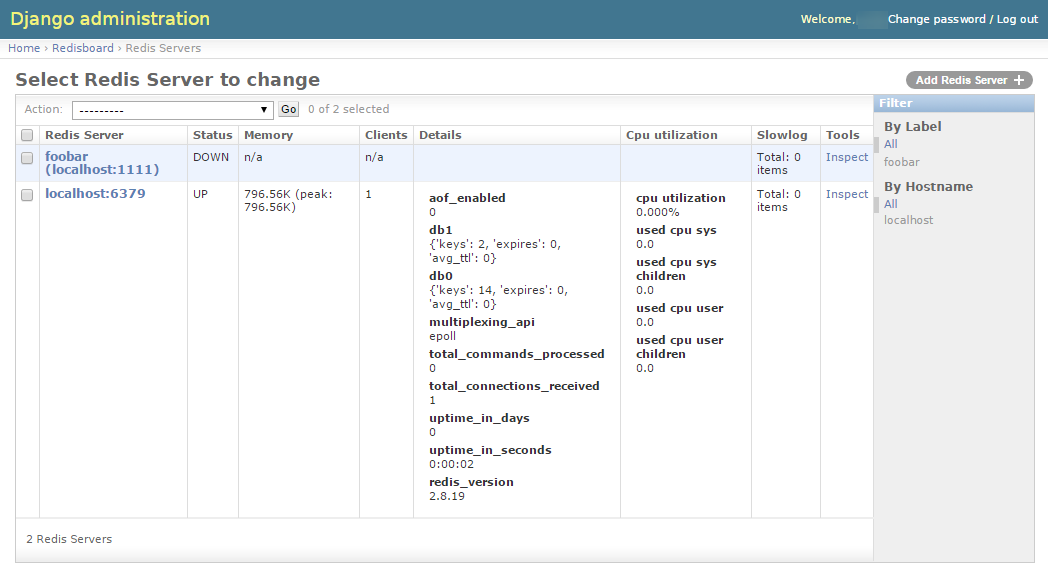 Django administration
Welcome, Change password / Log out
Home › Redisboard › Redis Servers
Select Redis Server to change
Add Redis Server +
Action: --------- Go 0 of 2 selected
Filter
By Label
All
foobar
By Hostname
All
localhost
Redis Server Status Memory Clients Details Cpu utilization Slowlog Tools
foobar (localhost:1111) DOWN n/a n/a Total: 0 items Inspect
localhost:6379 UP 796.56K (peak: 796.56K) 1
aof_enabled
0
db1
{'keys': 2, 'expires': 0,
'avg_ttl': 0}
db0
{'keys': 14, 'expires': 0,
'avg_ttl': 0}
multiplexing_api
epoll
total_commands_processed
0
total_connections_received
1
uptime_in_days
0
uptime_in_seconds
0:00:02
redis_version
2.8.19
cpu utilization
0.000%
used cpu sys
0.0
used cpu sys
children
0.0
used cpu user
0.0
used cpu user
children
0.0
Total: 0
items
Inspect
2 Redis Servers